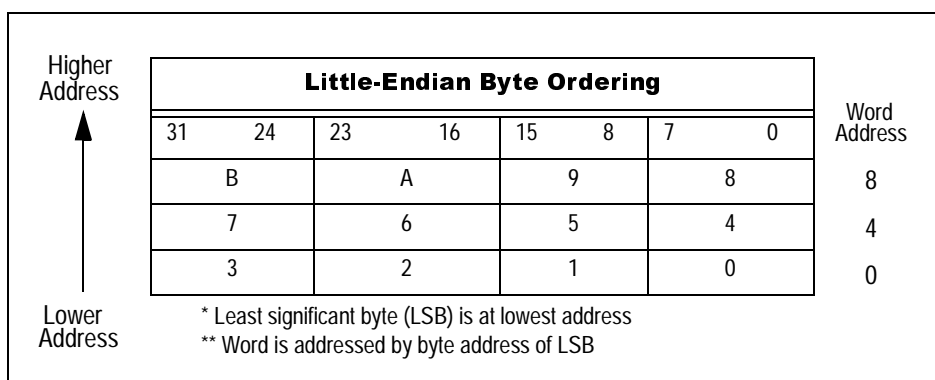 Higher
Address
Little-Endian Byte Ordering
Word
Address
31 24 23 16 15 8 7 0
B A 9 8 8
7 6 5 4 4
3 2 1 0 0
Lower
Address
* Least significant byte (LSB) is at lowest address
** Word is addressed by byte address of LSB